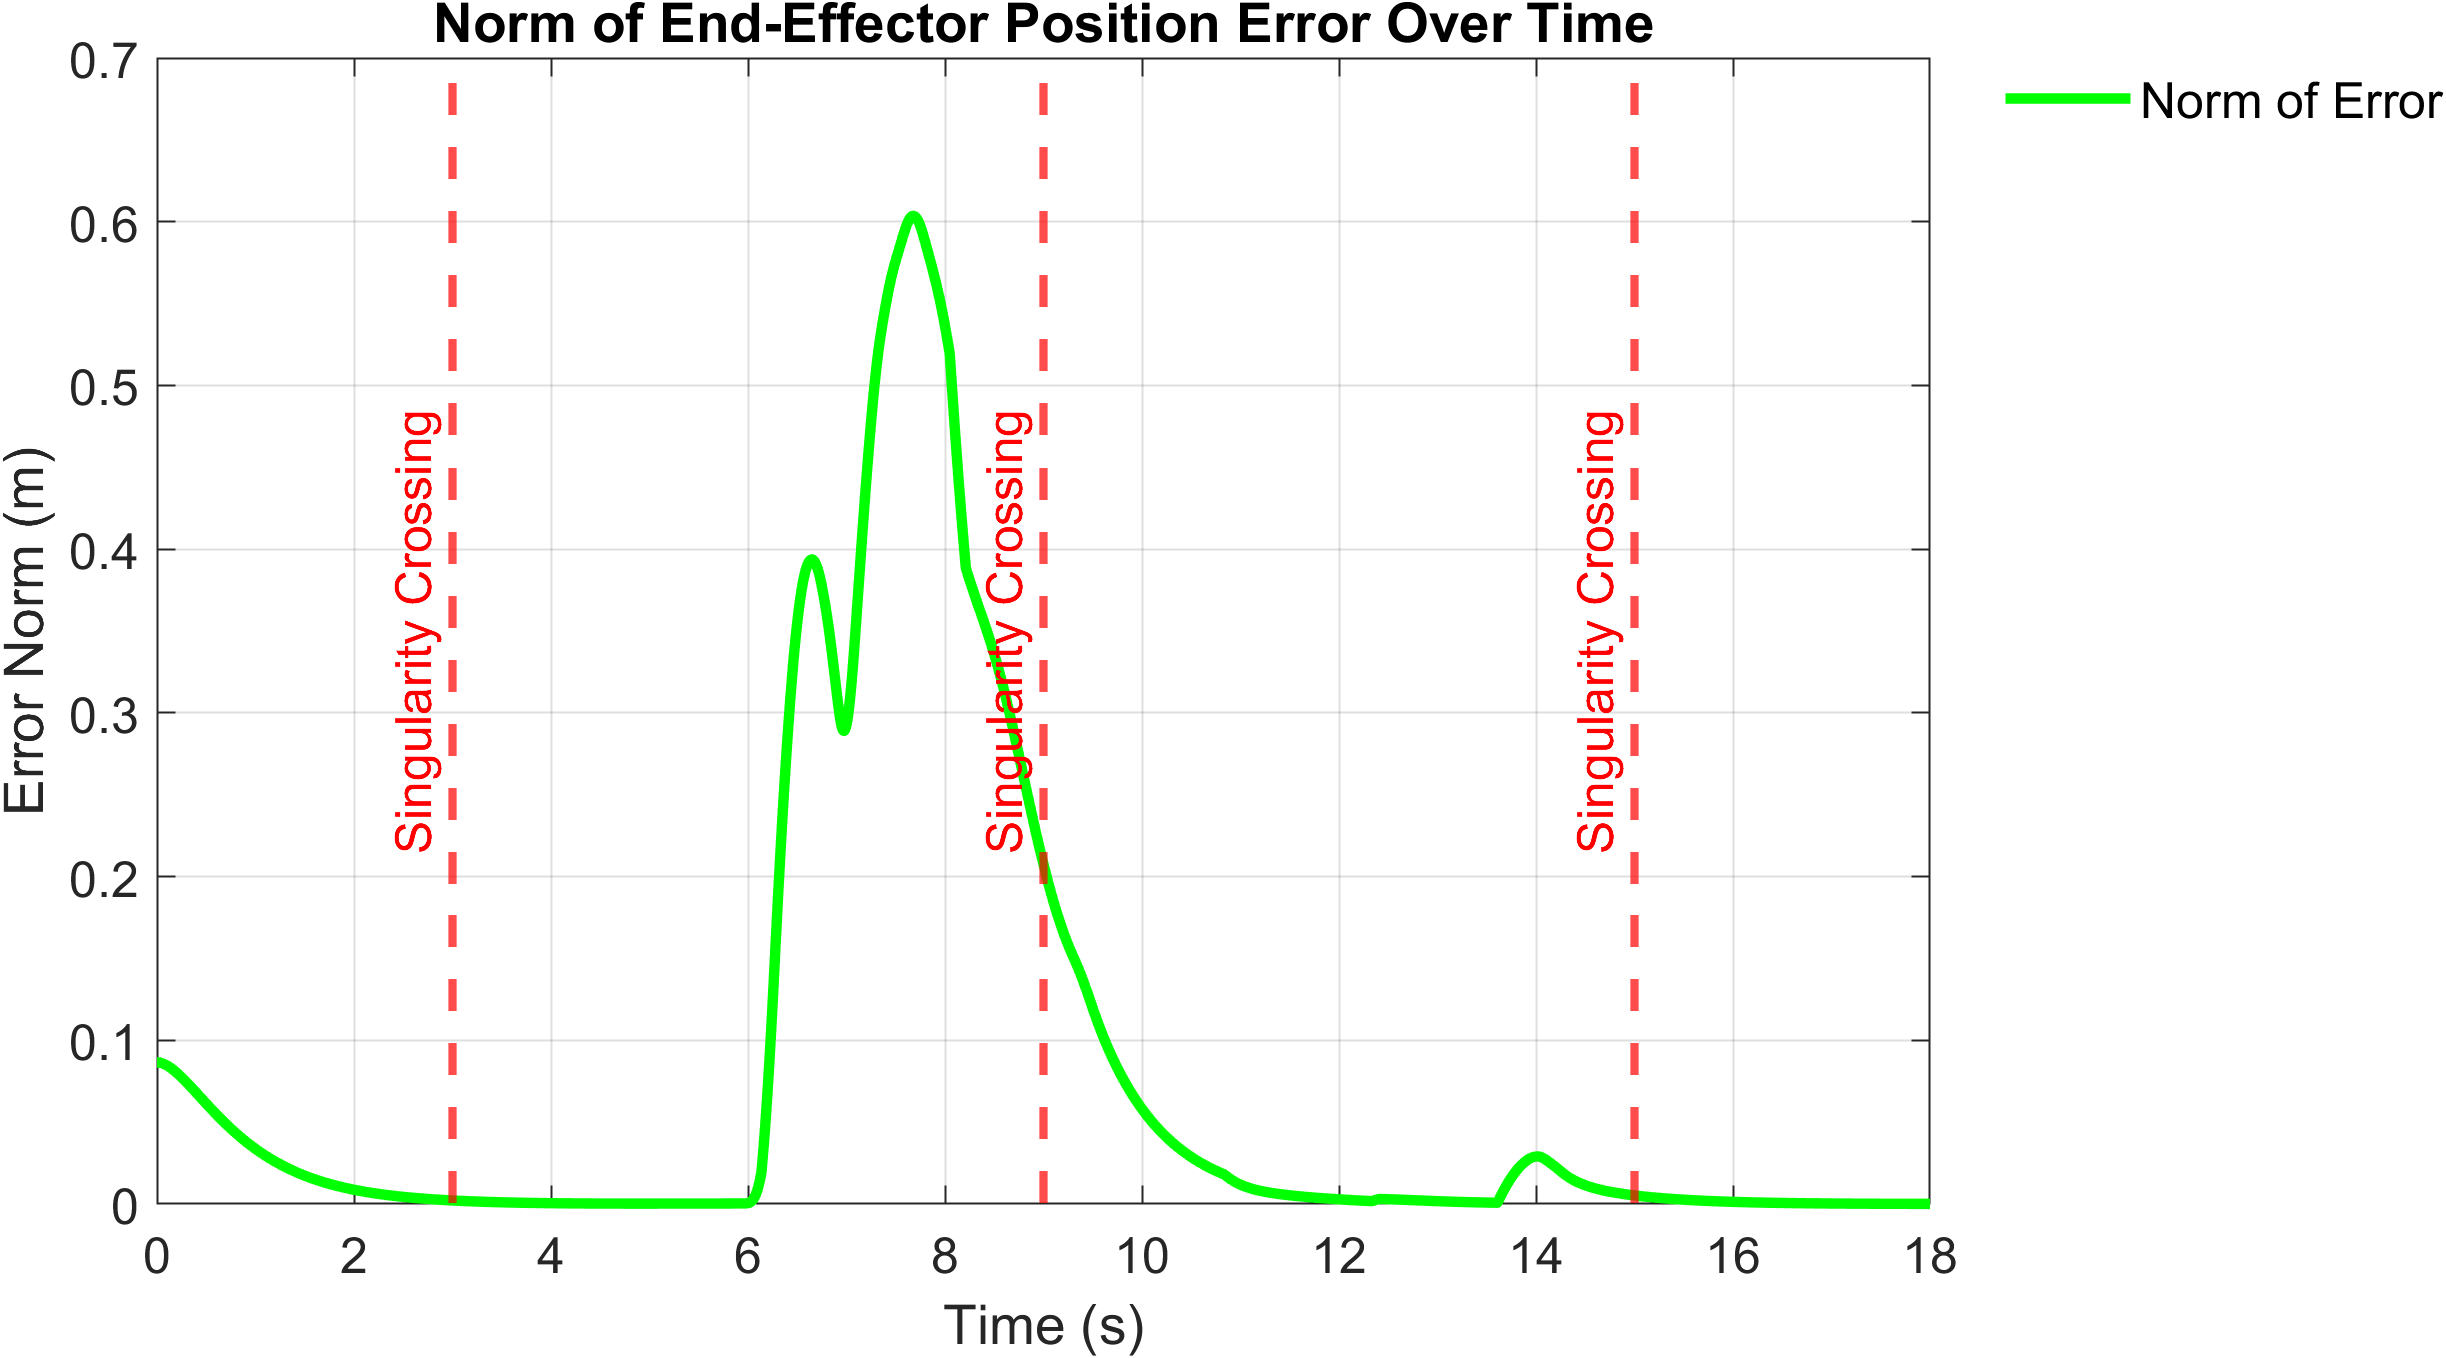 Norm of End-Effector Position Error Over Time
Norm of Error
0.7
0.6
0.5
0.4
0.3
0.2
0.1
0
Error Norm (m)
Singularity Crossing
Singularity Crossing
Singularity Crossing
0 2 4 6 8 10 12 14 16 18
Time (s)